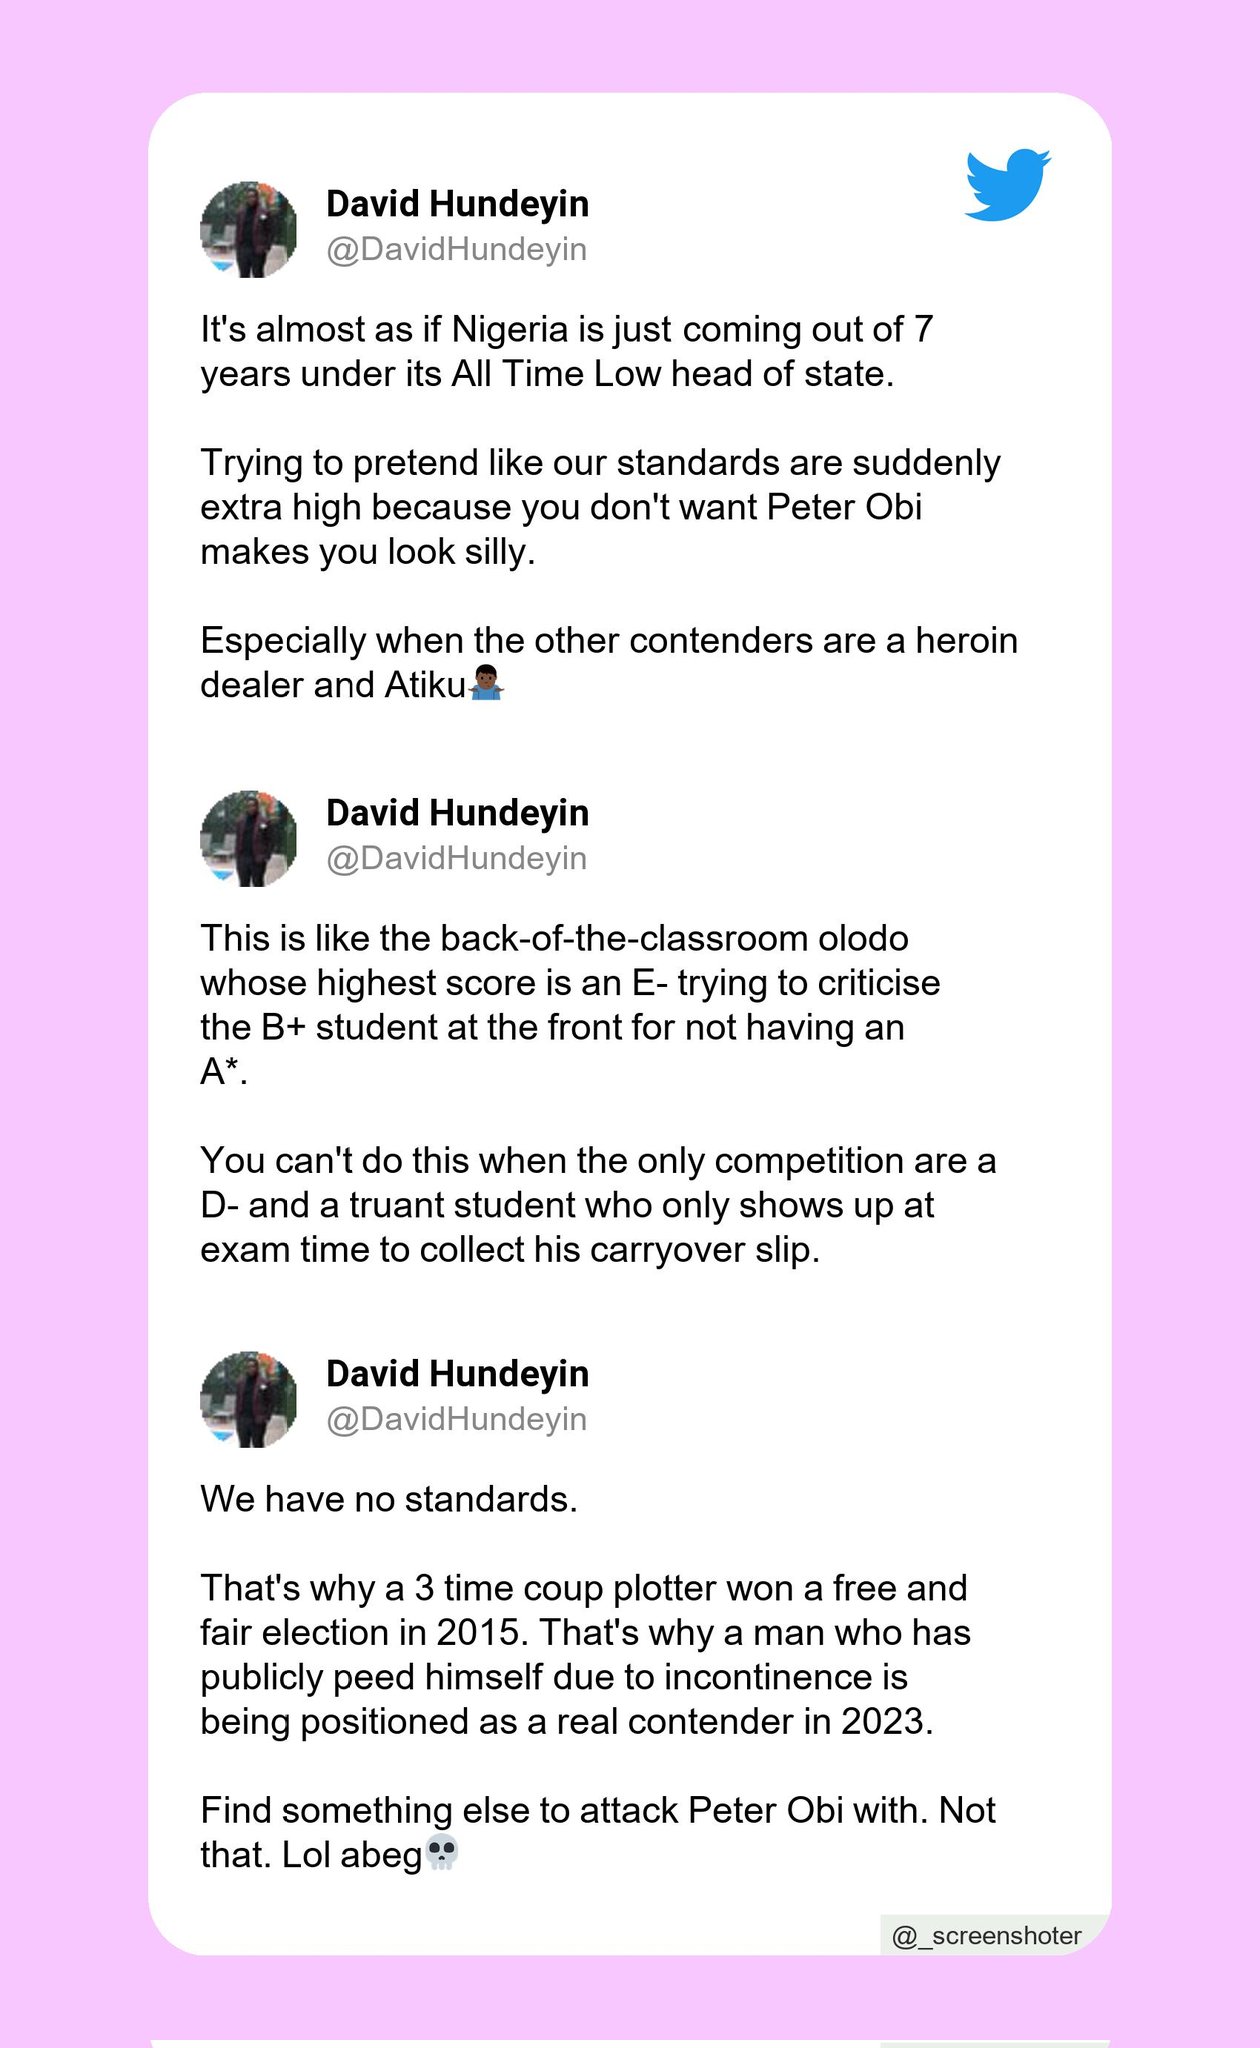 David Hundeyin
@DavidHundeyin
It's almost as if Nigeria is just coming out of 7
years under its All Time Low head of state.
Trying to pretend like our standards are suddenly
extra high because you don't want Peter Obi
makes you look silly.
Especially when the other contenders are a heroin
dealer and Atiku🤷🏿‍♂️
David Hundeyin
@DavidHundeyin
This is like the back-of-the-classroom olodo
whose highest score is an E- trying to criticise
the B+ student at the front for not having an
A*.
You can't do this when the only competition are a
D- and a truant student who only shows up at
exam time to collect his carryover slip.
David Hundeyin
@DavidHundeyin
We have no standards.
That's why a 3 time coup plotter won a free and
fair election in 2015. That's why a man who has
publicly peed himself due to incontinence is
being positioned as a real contender in 2023.
Find something else to attack Peter Obi with. Not
that. Lol abeg💀
@_screenshoter